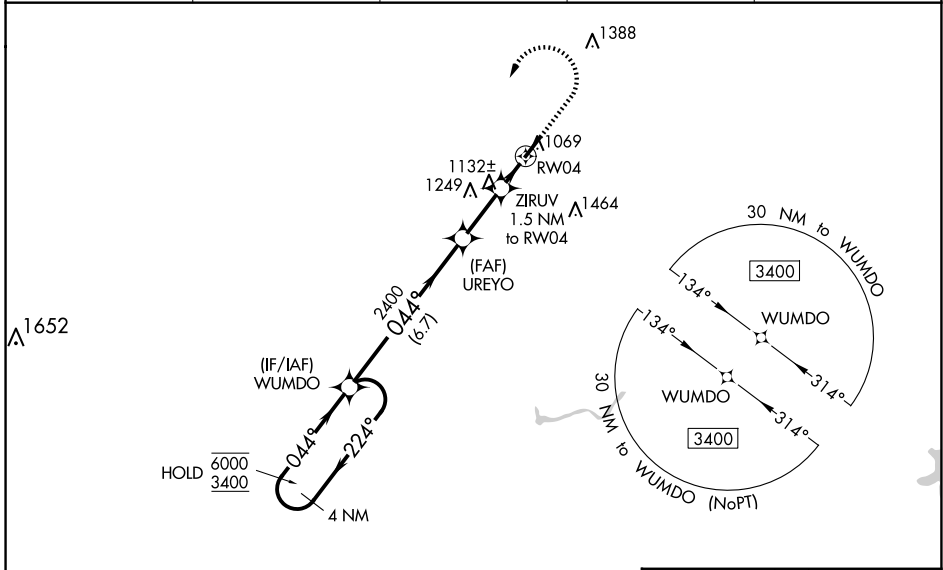 1388
1069
RW04
1132±
1249
ZIRUV
1.5 NM
to RW04
1464
(FAF)
UREYO
2400
044°
(6.7)
1652
(IF/IAF)
WUMDO
044°
224°
HOLD
6000
3400
4 NM
30 NM to WUMDO
3400
134°
WUMDO
314°
134°
WUMDO
314°
3400
30 NM to WUMDO (NoPT)